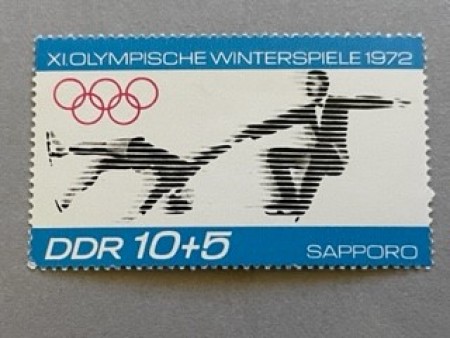 XI. OLYMPISCHE WINTERSPIELE 1972
DDR 10+5 SAPPORO